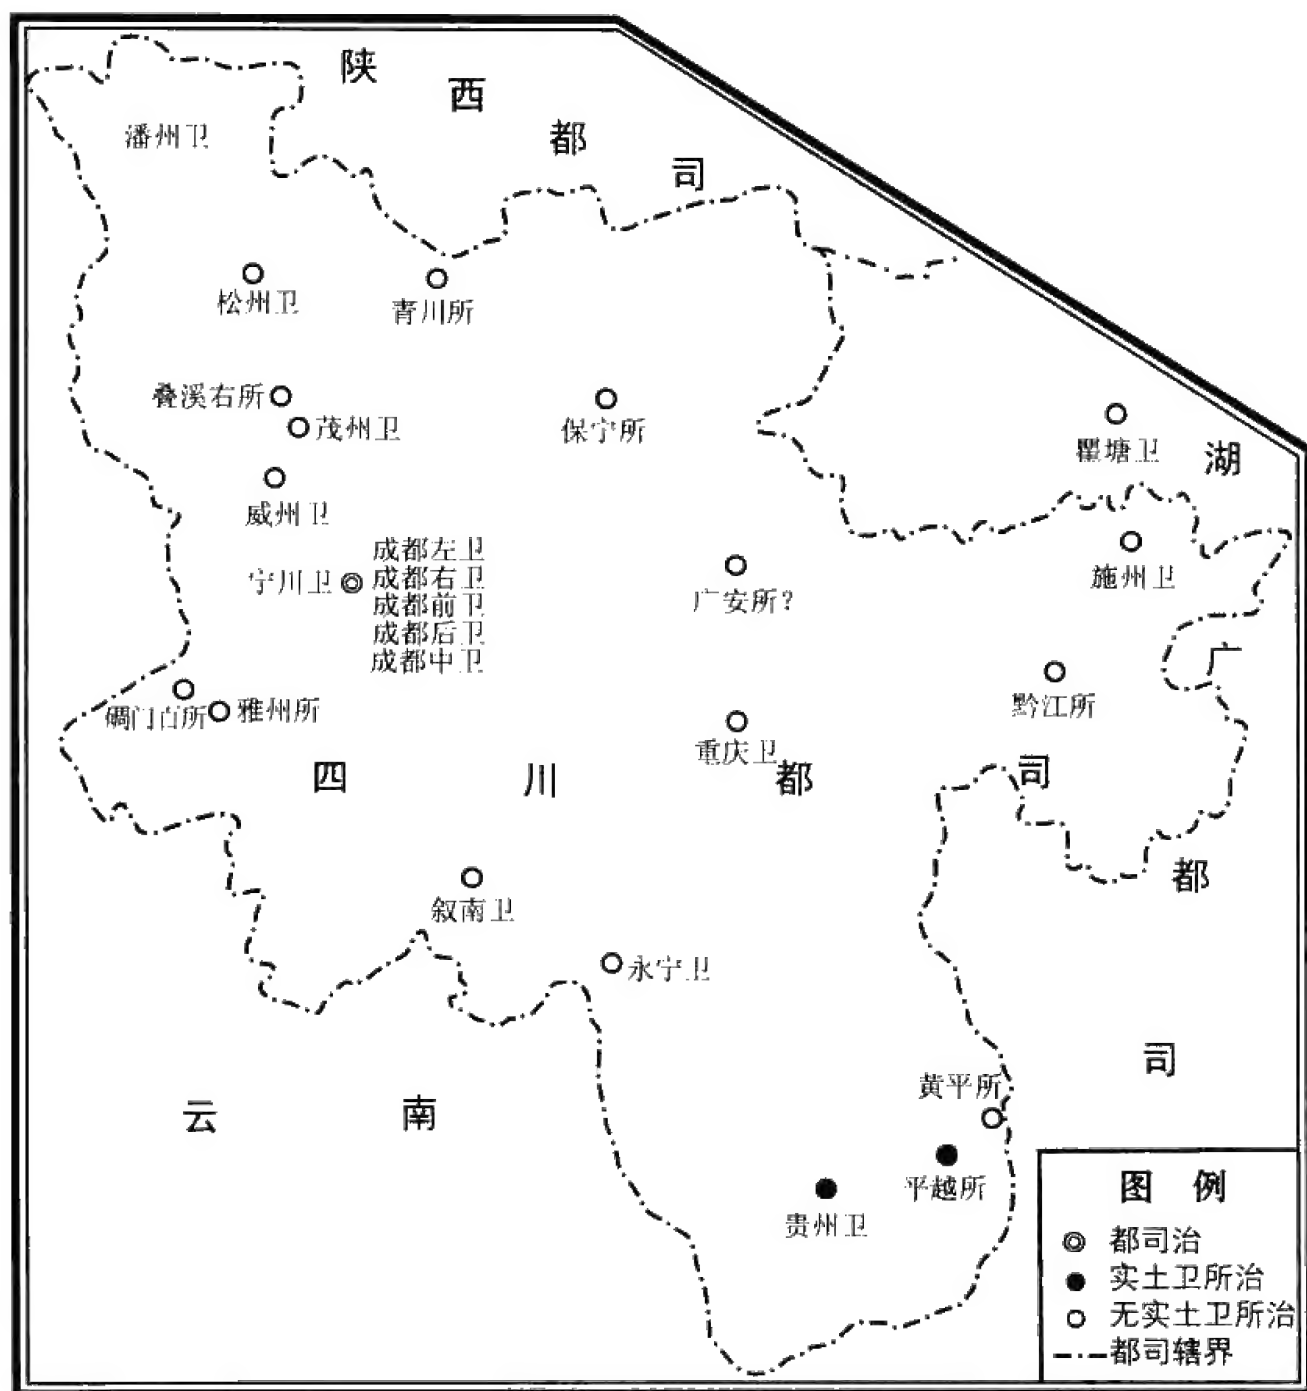 陕西都司
潘州卫
松州卫
青川所
叠溪右所
茂州卫
保宁所
瞿塘卫
湖广都司
威州卫
成都左卫
宁川卫
成都右卫
成都前卫
成都后卫
成都中卫
广安所?
施州卫
碉门百所
雅州所
黔江所
重庆卫
四川都司
叙南卫
永宁卫
云南
黄平所
平越所
贵州卫
图例
都司治
实土卫所治
无实土卫所治
都司辖界